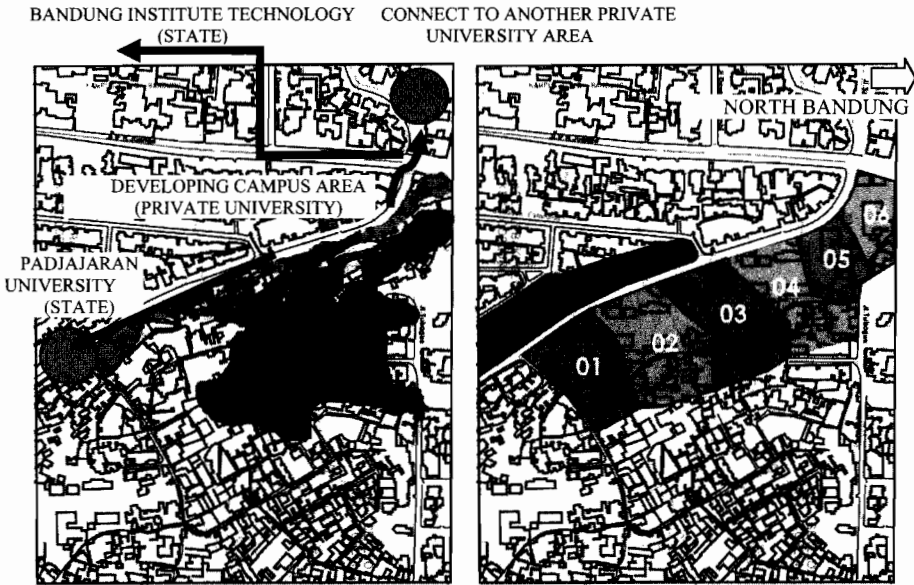 BANDUNG INSTITUTE TECHNOLOGY
(STATE)
CONNECT TO ANOTHER PRIVATE
UNIVERSITY AREA
NORTH BANDUNG
DEVELOPING CAMPUS AREA
(PRIVATE UNIVERSITY)
PADJAJARAN
UNIVERSITY
(STATE)
01
02
03
04
05
06